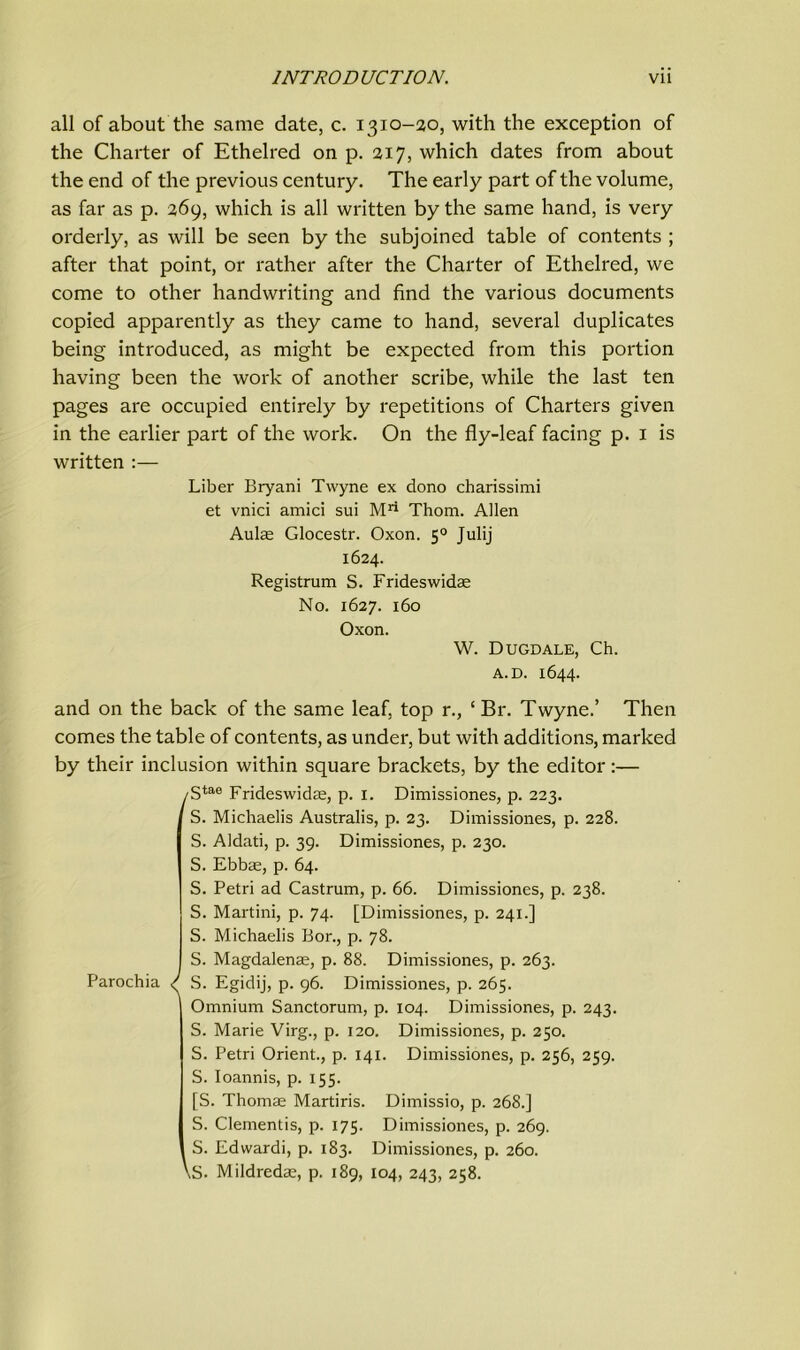 INTRODUCTION. vii
all of about the same date, c. 1310–20, with the exception of
the Charter of Ethelred on p. 217, which dates from about
the end of the previous century. The early part of the volume,
as far as p. 269, which is all written by the same hand, is very
orderly, as will be seen by the subjoined table of contents ;
after that point, or rather after the Charter of Ethelred, we
come to other handwriting and find the various documents
copied apparently as they came to hand, several duplicates
being introduced, as might be expected from this portion
having been the work of another scribe, while the last ten
pages are occupied entirely by repetitions of Charters given
in the earlier part of the work. On the fly-leaf facing p. 1 is
written :—
Liber Bryani Twyne ex dono charissimi
et vnici amici sui Mri Thom. Allen
Aulæ Glocestr. Oxon. 5º Julij
1624.
Registrum S. Frideswidæ
No. 1627. 160
Oxon.
W. DUGDALE, Ch.
A.D. 1644.
and on the back of the same leaf, top r., ‘ Br. Twyne.’ Then
comes the table of contents, as under, but with additions, marked
by their inclusion within square brackets, by the editor :—
Stae Frideswidæ, p. 1. Dimissiones, p. 223.
S. Michaelis Australis, p. 23. Dimissiones, p. 228.
S. Aldati, p. 39. Dimissiones, p. 230.
S. Ebbæ, p. 64.
S. Petri ad Castrum, p. 66. Dimissiones, p. 238.
S. Martini, p. 74. [Dimissiones, p. 241.]
S. Michaelis Bor., p. 78.
S. Magdalenæ, p. 88. Dimissiones, p. 263.
Parochia S. Egidij, p. 96. Dimissiones, p. 265.
Omnium Sanctorum, p. 104. Dimissiones, p. 243.
S. Marie Virg., p. 120. Dimissiones, p. 250.
S. Petri Orient., p. 141. Dimissiones, p. 256, 259.
S. Ioannis, p. 155.
[S. Thomæ Martiris. Dimissio, p. 268.]
S. Clementis, p. 175. Dimissiones, p. 269.
S. Edwardi, p. 183. Dimissiones, p. 260.
S. Mildredæ, p. 189, 104, 243, 258.